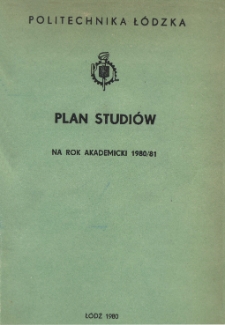 POLITECHNIKA ŁÓDZKA
PLAN STUDIÓW
NA ROK AKADEMICKI 1980/81
ŁÓDŹ 1980